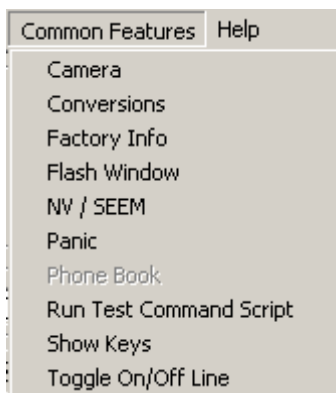 Common Features Help
Camera
Conversions
Factory Info
Flash Window
NV / SEEM
Panic
Phone Book
Run Test Command Script
Show Keys
Toggle On/Off Line